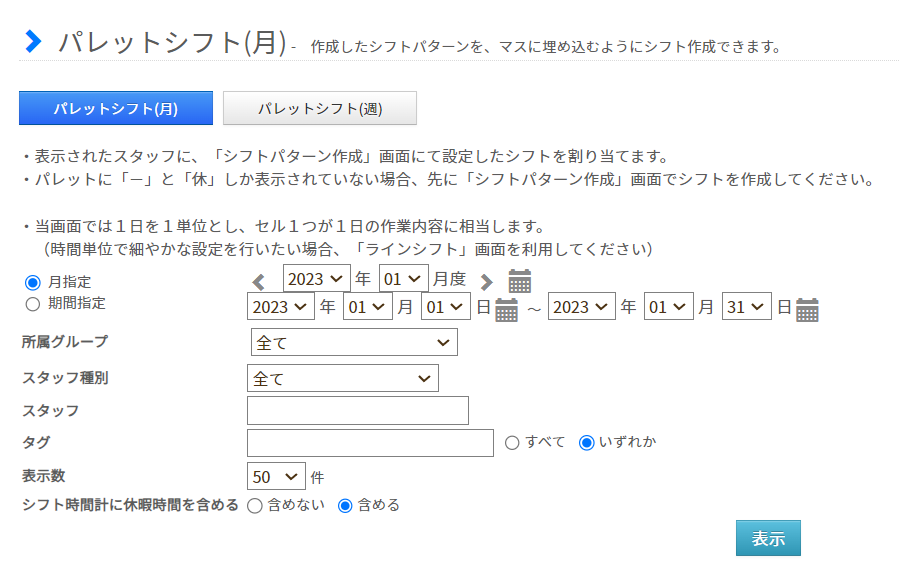 パレットシフト(月) - 作成したシフトパターンを、マスに埋め込むようにシフト作成できます。
パレットシフト(月) パレットシフト(週)
・表示されたスタッフに、「シフトパターン作成」画面にて設定したシフトを割り当てます。
・パレットに「－」と「休」しか表示されていない場合、先に「シフトパターン作成」画面でシフトを作成してください。
・当画面では１日を１単位とし、セル１つが１日の作業内容に相当します。
（時間単位で細やかな設定を行いたい場合、「ラインシフト」画面を利用してください）
月指定 2023 年 01 月度
期間指定 2023 年 01 月 01 日 ～ 2023 年 01 月 31 日
所属グループ 全て
スタッフ種別 全て
スタッフ
タグ すべて いずれか
表示数 50 件
シフト時間計に休暇時間を含める 含めない 含める
表示